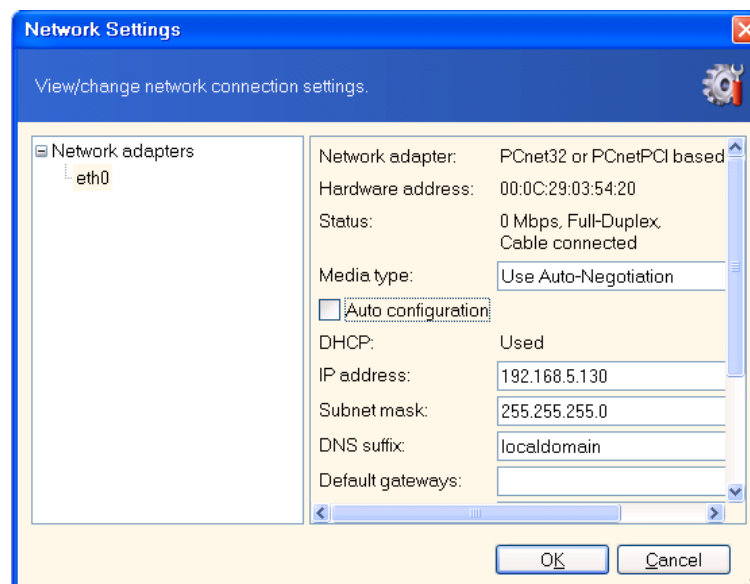 Network Settings
View/change network connection settings.
Network adapters
eth0
Network adapter: PCnet32 or PCnetPCI based
Hardware address: 00:0C:29:03:54:20
Status: 0 Mbps, Full-Duplex,
Cable connected
Media type: Use Auto-Negotiation
Auto configuration
DHCP: Used
IP address: 192.168.5.130
Subnet mask: 255.255.255.0
DNS suffix: localdomain
Default gateways:
OK Cancel